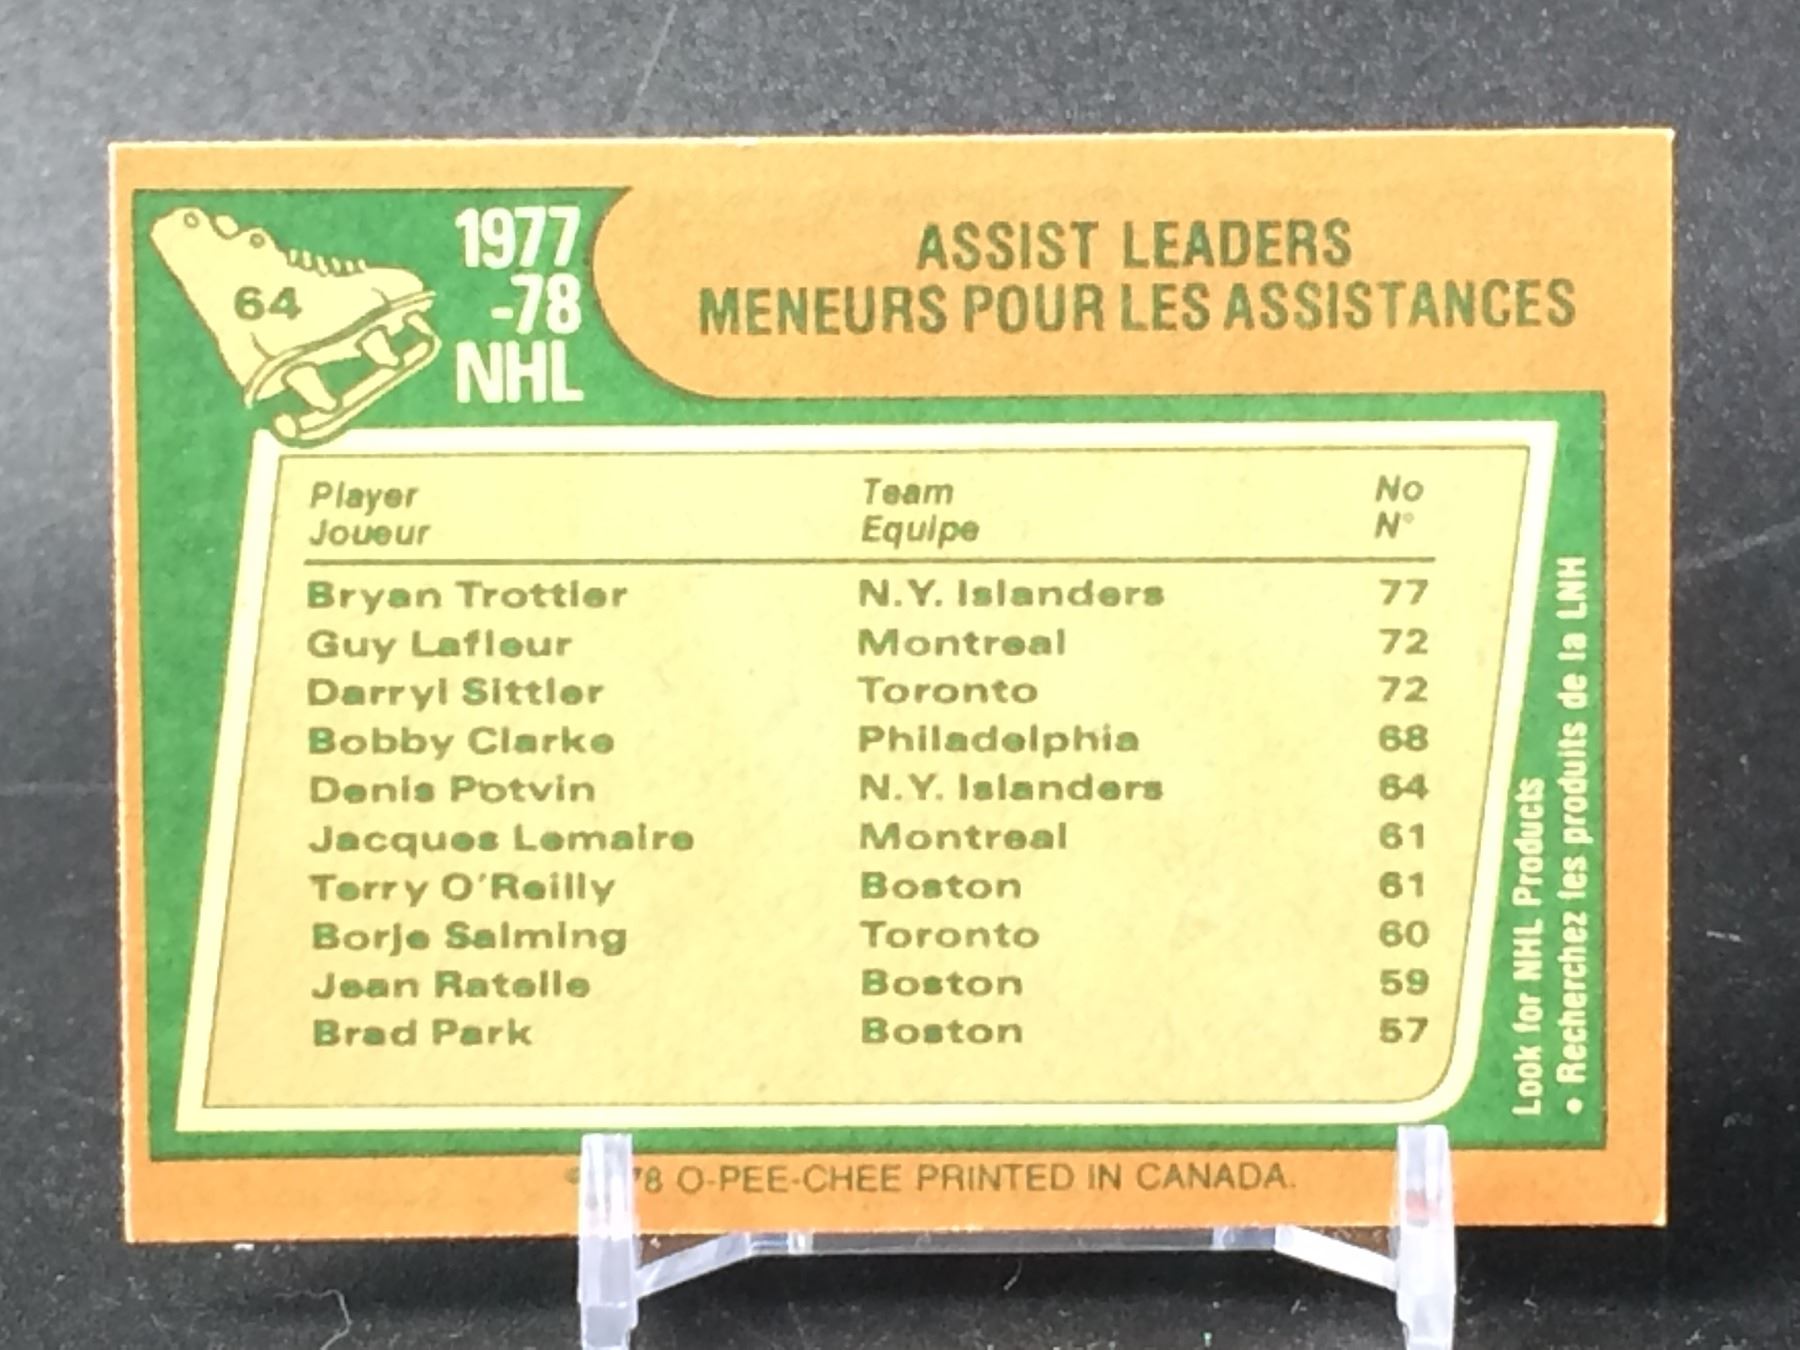 64
1977
-78
NHL
ASSIST LEADERS
MENEURS POUR LES ASSISTANCES
Player Team No
Joueur Equipe N°
Bryan Trottier N.Y. Islanders 77
Guy Lafleur Montreal 72
Darryl Sittler Toronto 72
Bobby Clarke Philadelphia 68
Denis Potvin N.Y. Islanders 64
Jacques Lemaire Montreal 61
Terry O'Reilly Boston 61
Borje Salming Toronto 60
Jean Ratelle Boston 59
Brad Park Boston 57
Look for NHL Products
• Recherchez les produits de la LNH
78 O-PEE-CHEE PRINTED IN CANADA.